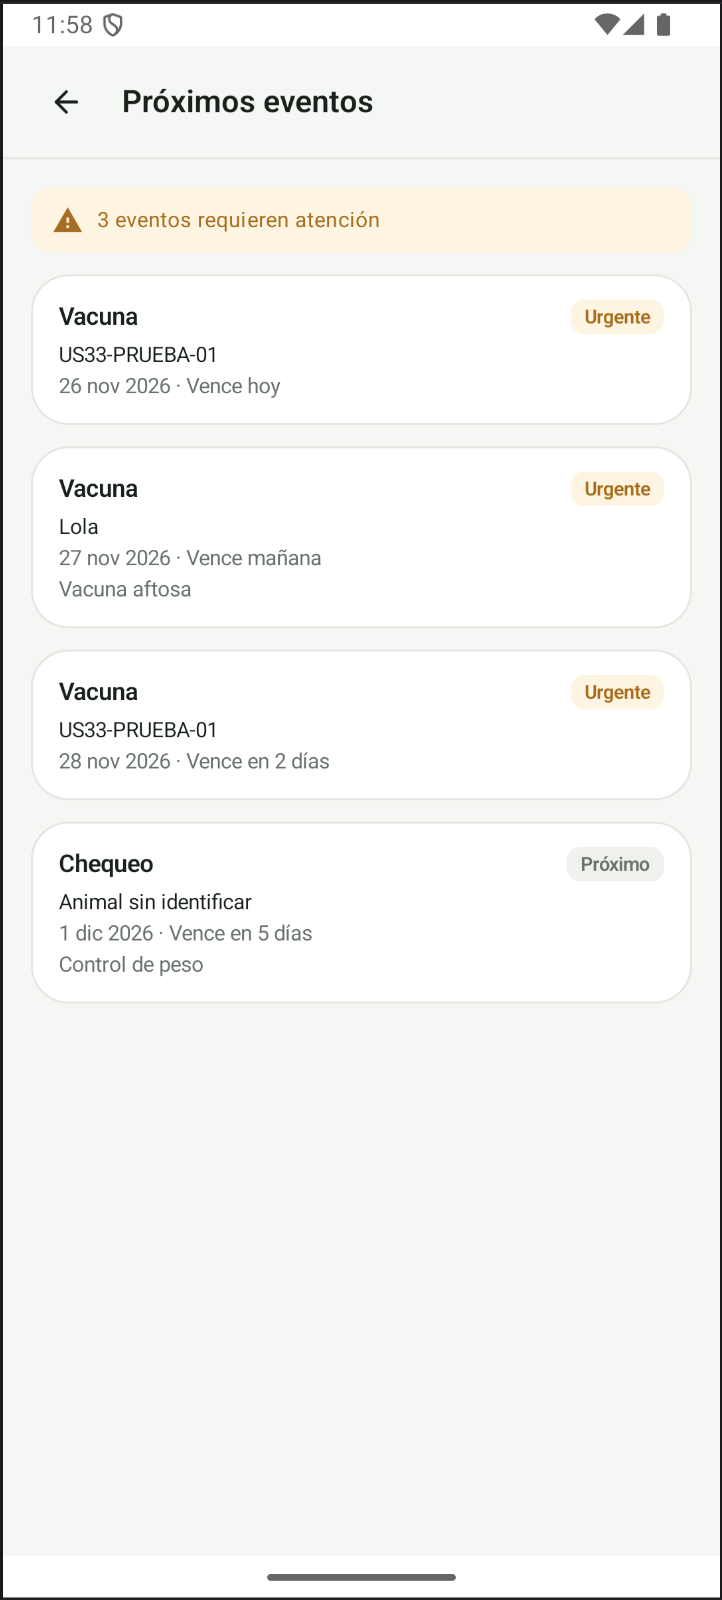 11:58
Próximos eventos
3 eventos requieren atención
Vacuna
Urgente
US33-PRUEBA-01
26 nov 2026 · Vence hoy
Vacuna
Urgente
Lola
27 nov 2026 · Vence mañana
Vacuna aftosa
Vacuna
Urgente
US33-PRUEBA-01
28 nov 2026 · Vence en 2 días
Chequeo
Próximo
Animal sin identificar
1 dic 2026 · Vence en 5 días
Control de peso